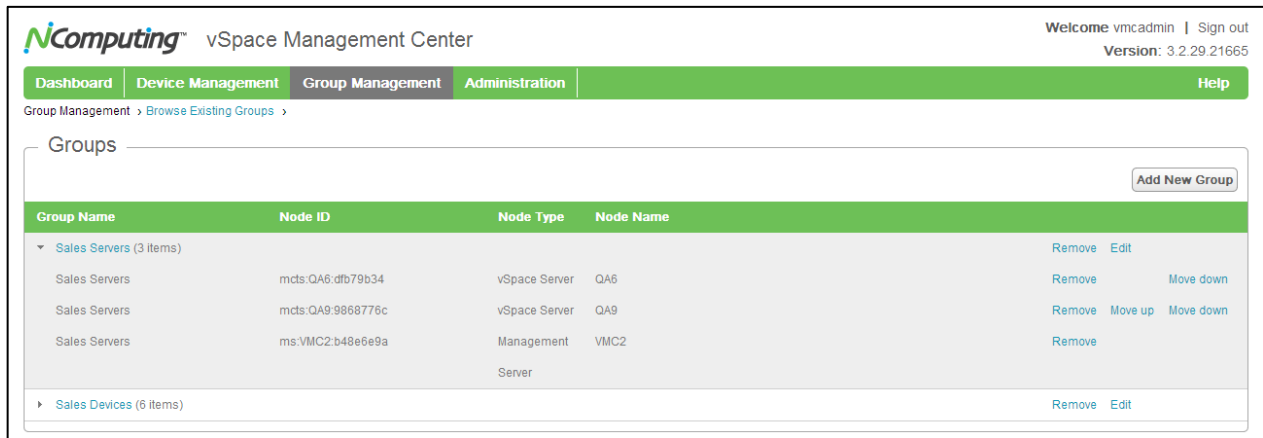 NComputing™ vSpace Management Center
Welcome vmcadmin | Sign out
Version: 3.2.29.21665
Dashboard Device Management Group Management Administration Help
Group Management › Browse Existing Groups ›
Groups
Add New Group
Group Name Node ID Node Type Node Name
Sales Servers (3 items) Remove Edit
Sales Servers mcts:QA6:dfb79b34 vSpace Server QA6 Remove Move down
Sales Servers mcts:QA9:9868776c vSpace Server QA9 Remove Move up Move down
Sales Servers ms:VMC2:b48e6e9a Management VMC2 Remove
Server
Sales Devices (6 items) Remove Edit